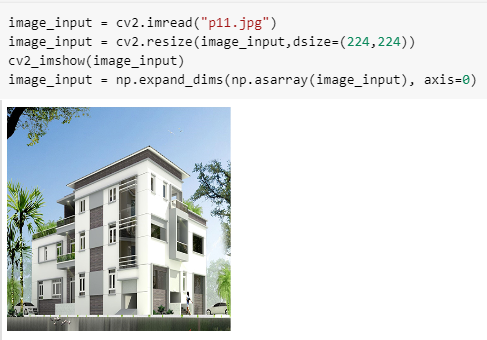 image_input = cv2.imread("p11.jpg")
image_input = cv2.resize(image_input,dsize=(224,224))
cv2_imshow(image_input)
image_input = np.expand_dims(np.asarray(image_input), axis=0)